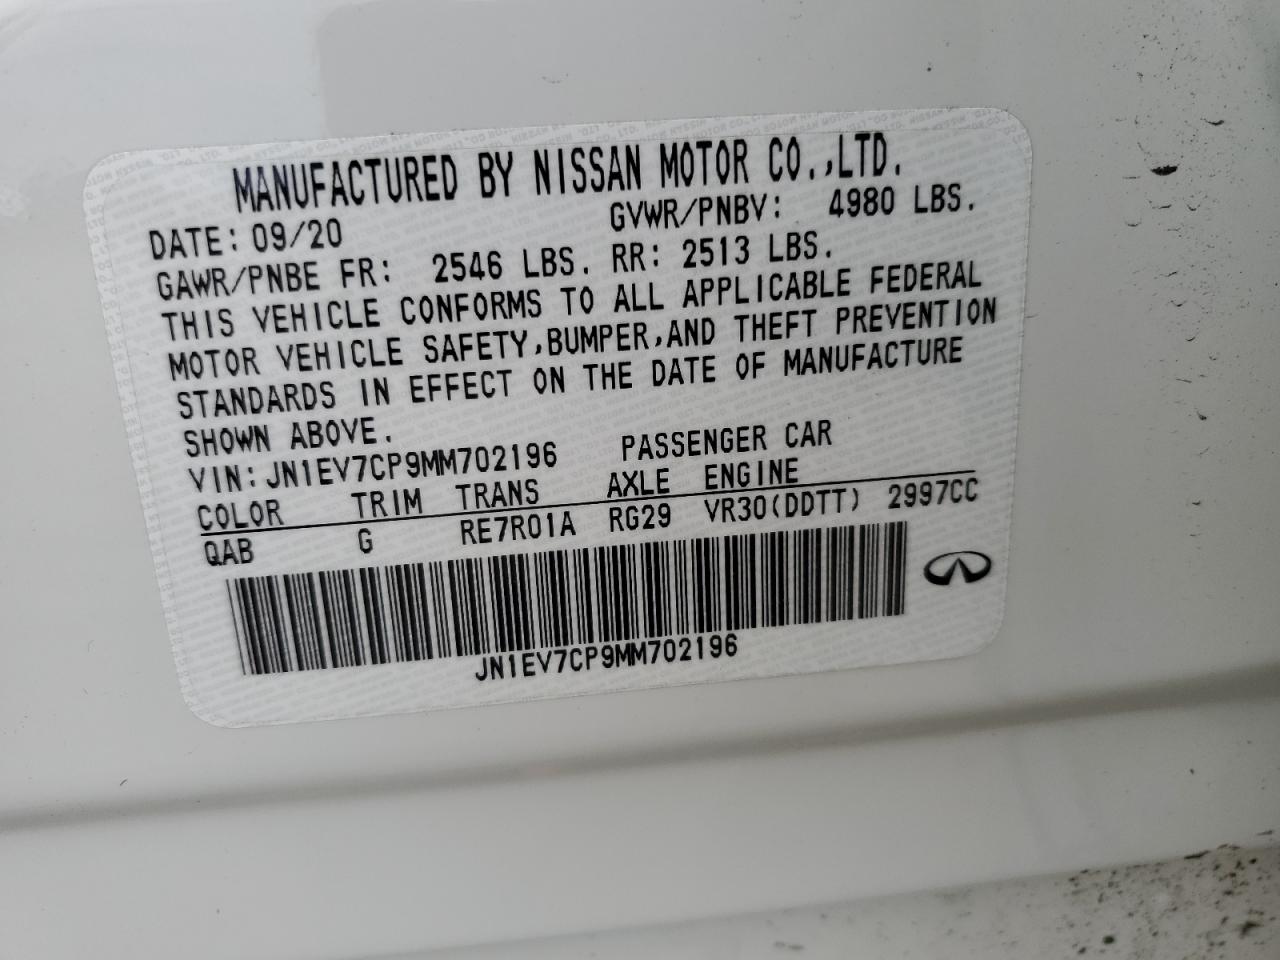 MANUFACTURED BY NISSAN MOTOR CO.,LTD.
DATE: 09/20 GVWR/PNBV: 4980 LBS.
GAWR/PNBE FR: 2546 LBS. RR: 2513 LBS.
THIS VEHICLE CONFORMS TO ALL APPLICABLE FEDERAL
MOTOR VEHICLE SAFETY,BUMPER,AND THEFT PREVENTION
STANDARDS IN EFFECT ON THE DATE OF MANUFACTURE
SHOWN ABOVE.
VIN: JN1EV7CP9MM702196 PASSENGER CAR
COLOR TRIM TRANS AXLE ENGINE
QAB G RE7R01A RG29 VR30(DDTT) 2997CC
JN1EV7CP9MM702196